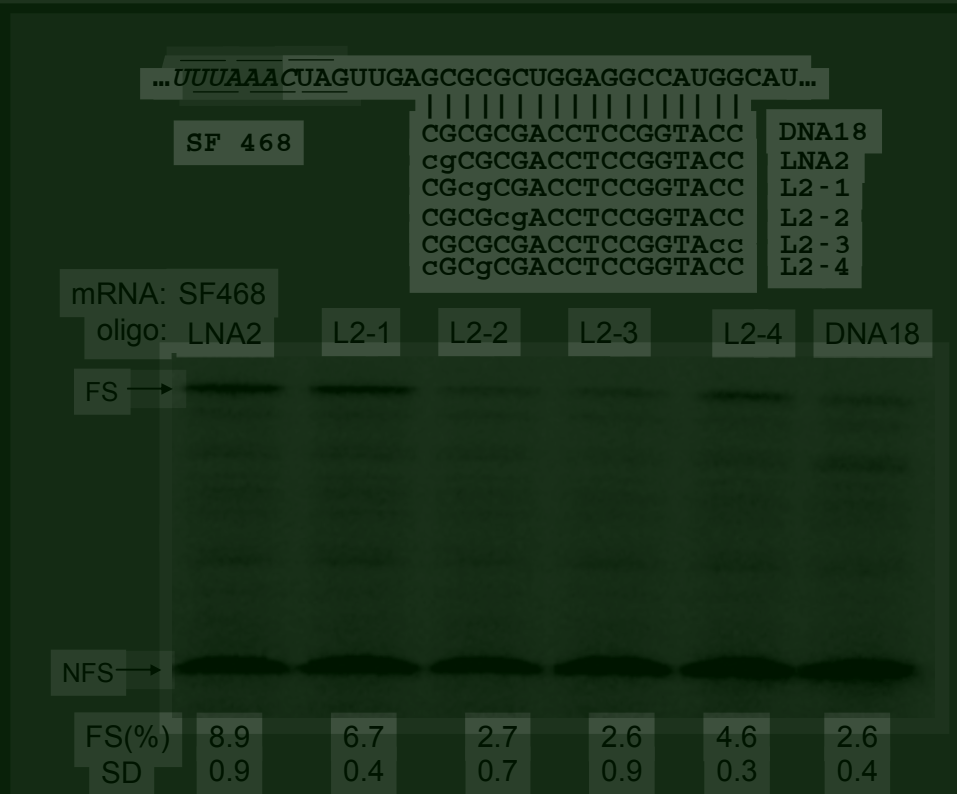 ...UUUAAACUAGUUGAGCGCGCUGGAGGCCAUGGCAU...
SF 468
CGCGCGACCTCCGGTACC DNA18
cgCGCGACCTCCGGTACC LNA2
CGcgCGACCTCCGGTACC L2-1
CGCGcgACCTCCGGTACC L2-2
CGCGCGACCTCCGGTAcc L2-3
cGCgCGACCTCCGGTACC L2-4
mRNA: SF468
oligo: LNA2 L2-1 L2-2 L2-3 L2-4 DNA18
FS
NFS
FS(%) 8.9 6.7 2.7 2.6 4.6 2.6
SD 0.9 0.4 0.7 0.9 0.3 0.4